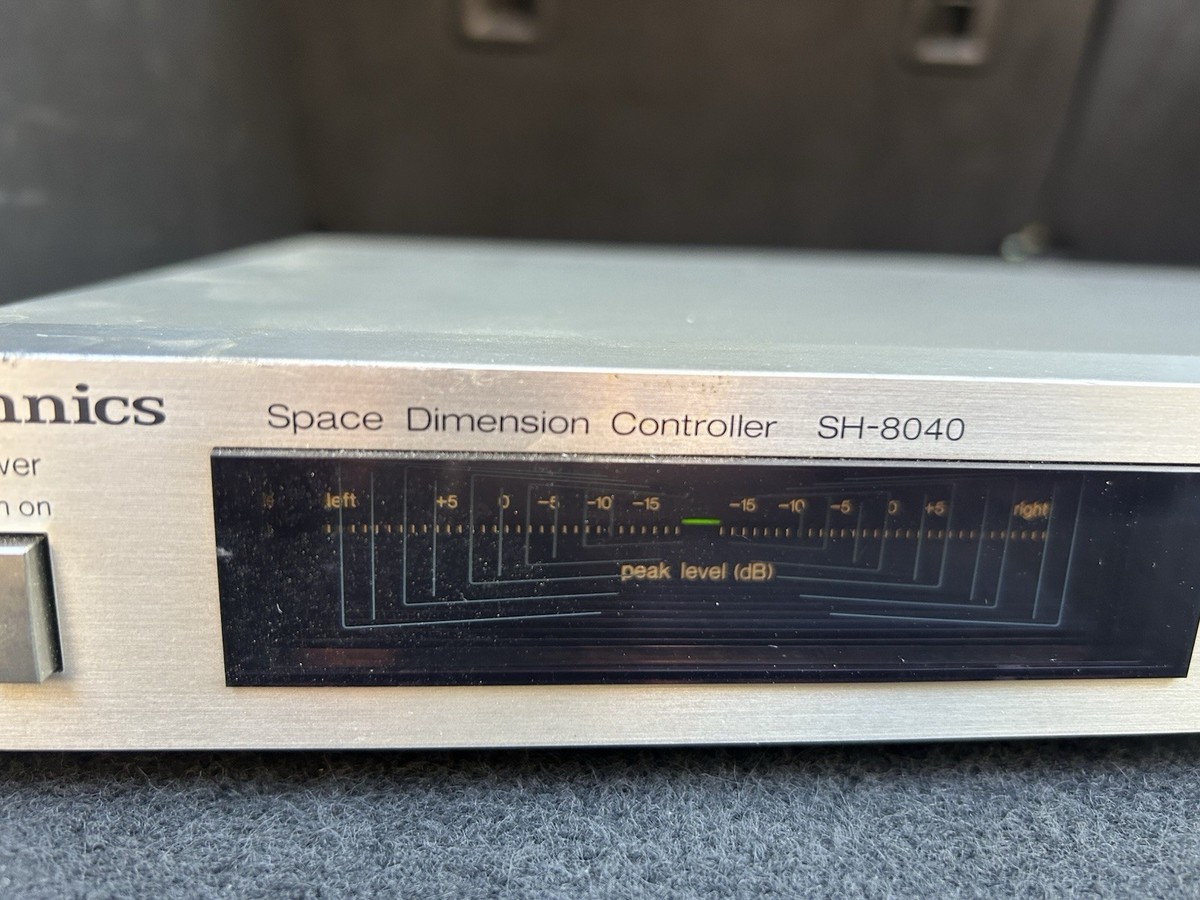 nnics
Space Dimension Controller SH-8040
wer
n on
left +5 0 -5 -10 -15 -15 -10 -5 0 +5 right
peak level (dB)